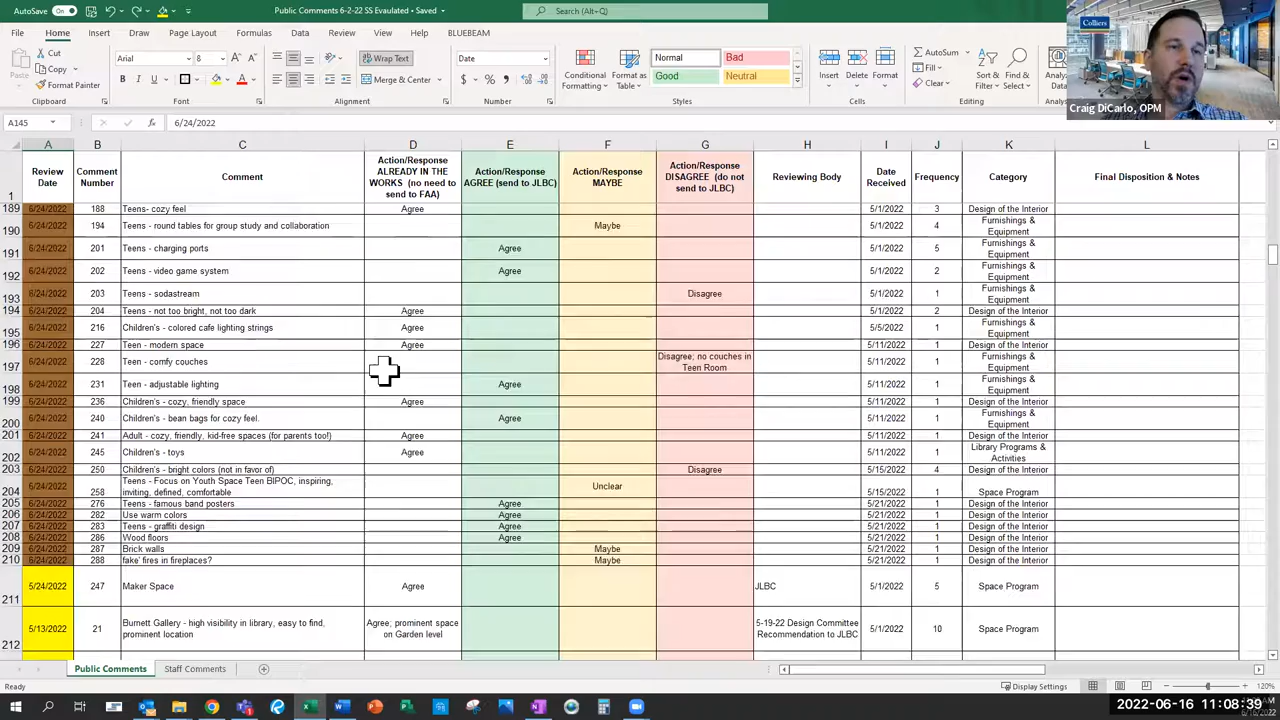 AutoSave On
Public Comments 6-2-22 SS Evaulated • Saved
Search (Alt+Q)
File Home Insert Draw Page Layout Formulas Data Review View Help BLUEBEAM
Paste Cut Copy Format Painter Clipboard
Arial 8 B I U Font
Wrap Text Merge & Center Alignment
Date $ % Number
Conditional Formatting Format as Table Normal Bad Good Neutral Styles
Insert Delete Format Cells
AutoSum Fill Clear Sort & Filter Find & Select Editing
Colliers
Craig DiCarlo, OPM
A145 fx 6/24/2022
A B C D E F G H I J K L
1 Review Date Comment Number Comment Action/Response ALREADY IN THE WORKS (no need to send to FAA) Action/Response AGREE (send to JLBC) Action/Response MAYBE Action/Response DISAGREE (do not send to JLBC) Reviewing Body Date Received Frequency Category Final Disposition & Notes
189 6/24/2022 188 Teens- cozy feel Agree 5/1/2022 3 Design of the Interior
190 6/24/2022 194 Teens - round tables for group study and collaboration Maybe 5/1/2022 4 Furnishings & Equipment
191 6/24/2022 201 Teens - charging ports Agree 5/1/2022 5 Furnishings & Equipment
192 6/24/2022 202 Teens - video game system Agree 5/1/2022 2 Furnishings & Equipment
193 6/24/2022 203 Teens - sodastream Disagree 5/1/2022 1 Furnishings & Equipment
194 6/24/2022 204 Teens - not too bright, not too dark Agree 5/1/2022 2 Design of the Interior
195 6/24/2022 216 Children's - colored cafe lighting strings Agree 5/5/2022 1 Furnishings & Equipment
196 6/24/2022 227 Teen - modern space Agree 5/11/2022 1 Design of the Interior
197 6/24/2022 228 Teen - comfy couches Disagree; no couches in Teen Room 5/11/2022 1 Furnishings & Equipment
198 6/24/2022 231 Teen - adjustable lighting Agree 5/11/2022 1 Furnishings & Equipment
199 6/24/2022 236 Children's - cozy, friendly space Agree 5/11/2022 1 Design of the Interior
200 6/24/2022 240 Children's - bean bags for cozy feel. Agree 5/11/2022 1 Furnishings & Equipment
201 6/24/2022 241 Adult - cozy, friendly, kid-free spaces (for parents too!) Agree 5/11/2022 1 Design of the Interior
202 6/24/2022 245 Children's - toys Agree 5/11/2022 1 Library Programs & Activities
203 6/24/2022 250 Children's - bright colors (not in favor of) Disagree 5/15/2022 4 Design of the Interior
204 6/24/2022 258 Teens - Focus on Youth Space Teen BIPOC, inspiring, inviting, defined, comfortable Unclear 5/15/2022 1 Space Program
205 6/24/2022 276 Teens - famous band posters Agree 5/21/2022 1 Design of the Interior
206 6/24/2022 282 Use warm colors Agree 5/21/2022 1 Design of the Interior
207 6/24/2022 283 Teens - graffiti design Agree 5/21/2022 1 Design of the Interior
208 6/24/2022 286 Wood floors Agree 5/21/2022 1 Design of the Interior
209 6/24/2022 287 Brick walls Maybe 5/21/2022 1 Design of the Interior
210 6/24/2022 288 fake' fires in fireplaces? Maybe 5/21/2022 1 Design of the Interior
211 5/24/2022 247 Maker Space Agree JLBC 5/1/2022 5 Space Program
212 5/13/2022 21 Burnett Gallery - high visibility in library, easy to find, prominent location Agree; prominent space on Garden level 5-19-22 Design Committee Recommendation to JLBC 5/1/2022 10 Space Program
Public Comments Staff Comments
Ready Display Settings 120%
2022-06-16 11:08:39